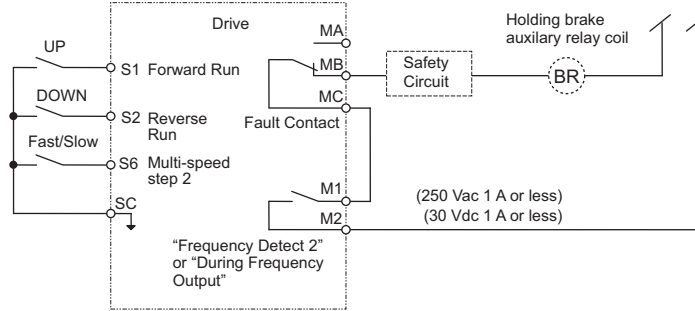 Drive
Holding brake
auxilary relay coil
MA
UP
MB
Safety
Circuit
BR
S1 Forward Run
MC
DOWN
Fault Contact
S2 Reverse
Run
Fast/Slow
S6 Multi-speed
step 2
M1
(250 Vac 1 A or less)
SC
M2
(30 Vdc 1 A or less)
“Frequency Detect 2”
or “During Frequency
Output”